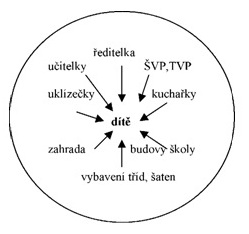 ředitelka
učitelky
ŠVP,TVP
uklizečky
kuchařky
dítě
zahrada
budovy školy
vybavení tříd, šaten